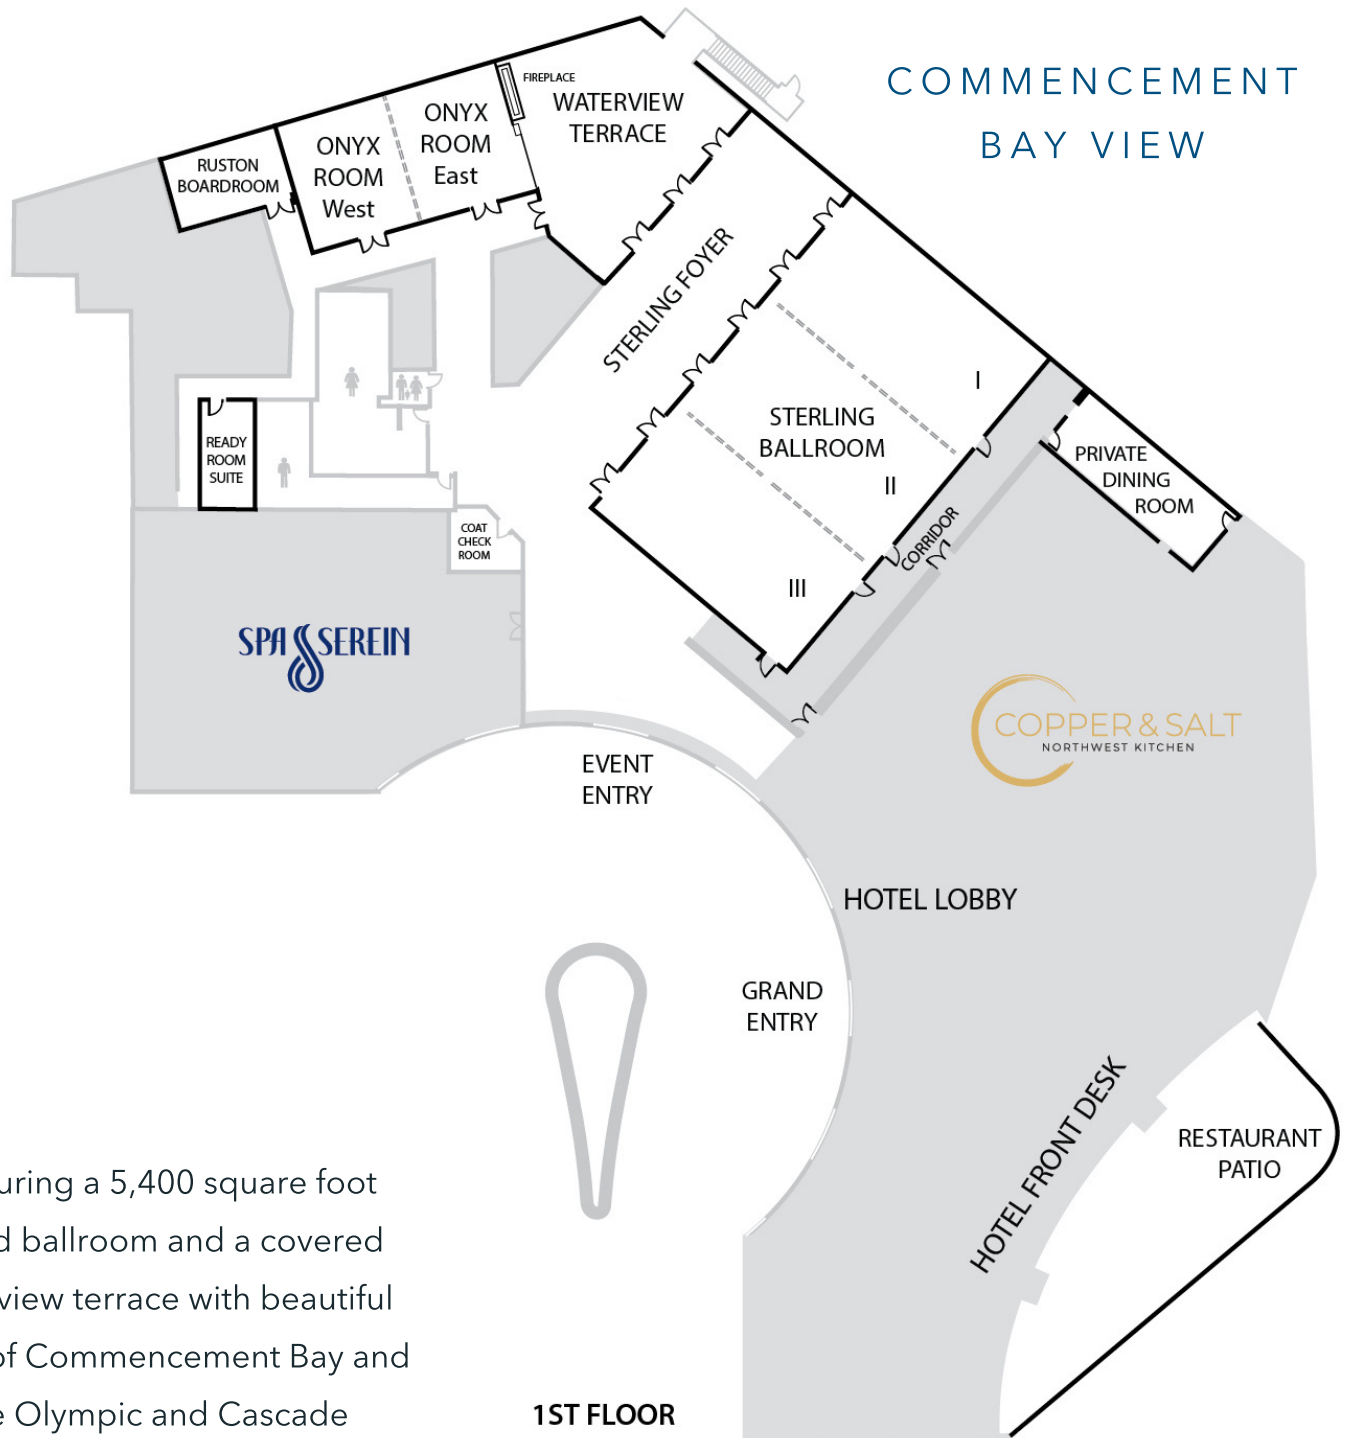 COMMENCEMENT
BAY VIEW
FIREPLACE
WATERVIEW
TERRACE
ONYX
ROOM
East
ONYX
ROOM
West
RUSTON
BOARDROOM
STERLING FOYER
I
STERLING
BALLROOM
II
III
CORRIDOR
PRIVATE
DINING
ROOM
READY
ROOM
SUITE
COAT
CHECK
ROOM
SPA SEREIN
COPPER & SALT
NORTHWEST KITCHEN
EVENT
ENTRY
HOTEL LOBBY
GRAND
ENTRY
HOTEL FRONT DESK
RESTAURANT
PATIO
uring a 5,400 square foot
d ballroom and a covered
view terrace with beautiful
of Commencement Bay and
e Olympic and Cascade
1ST FLOOR